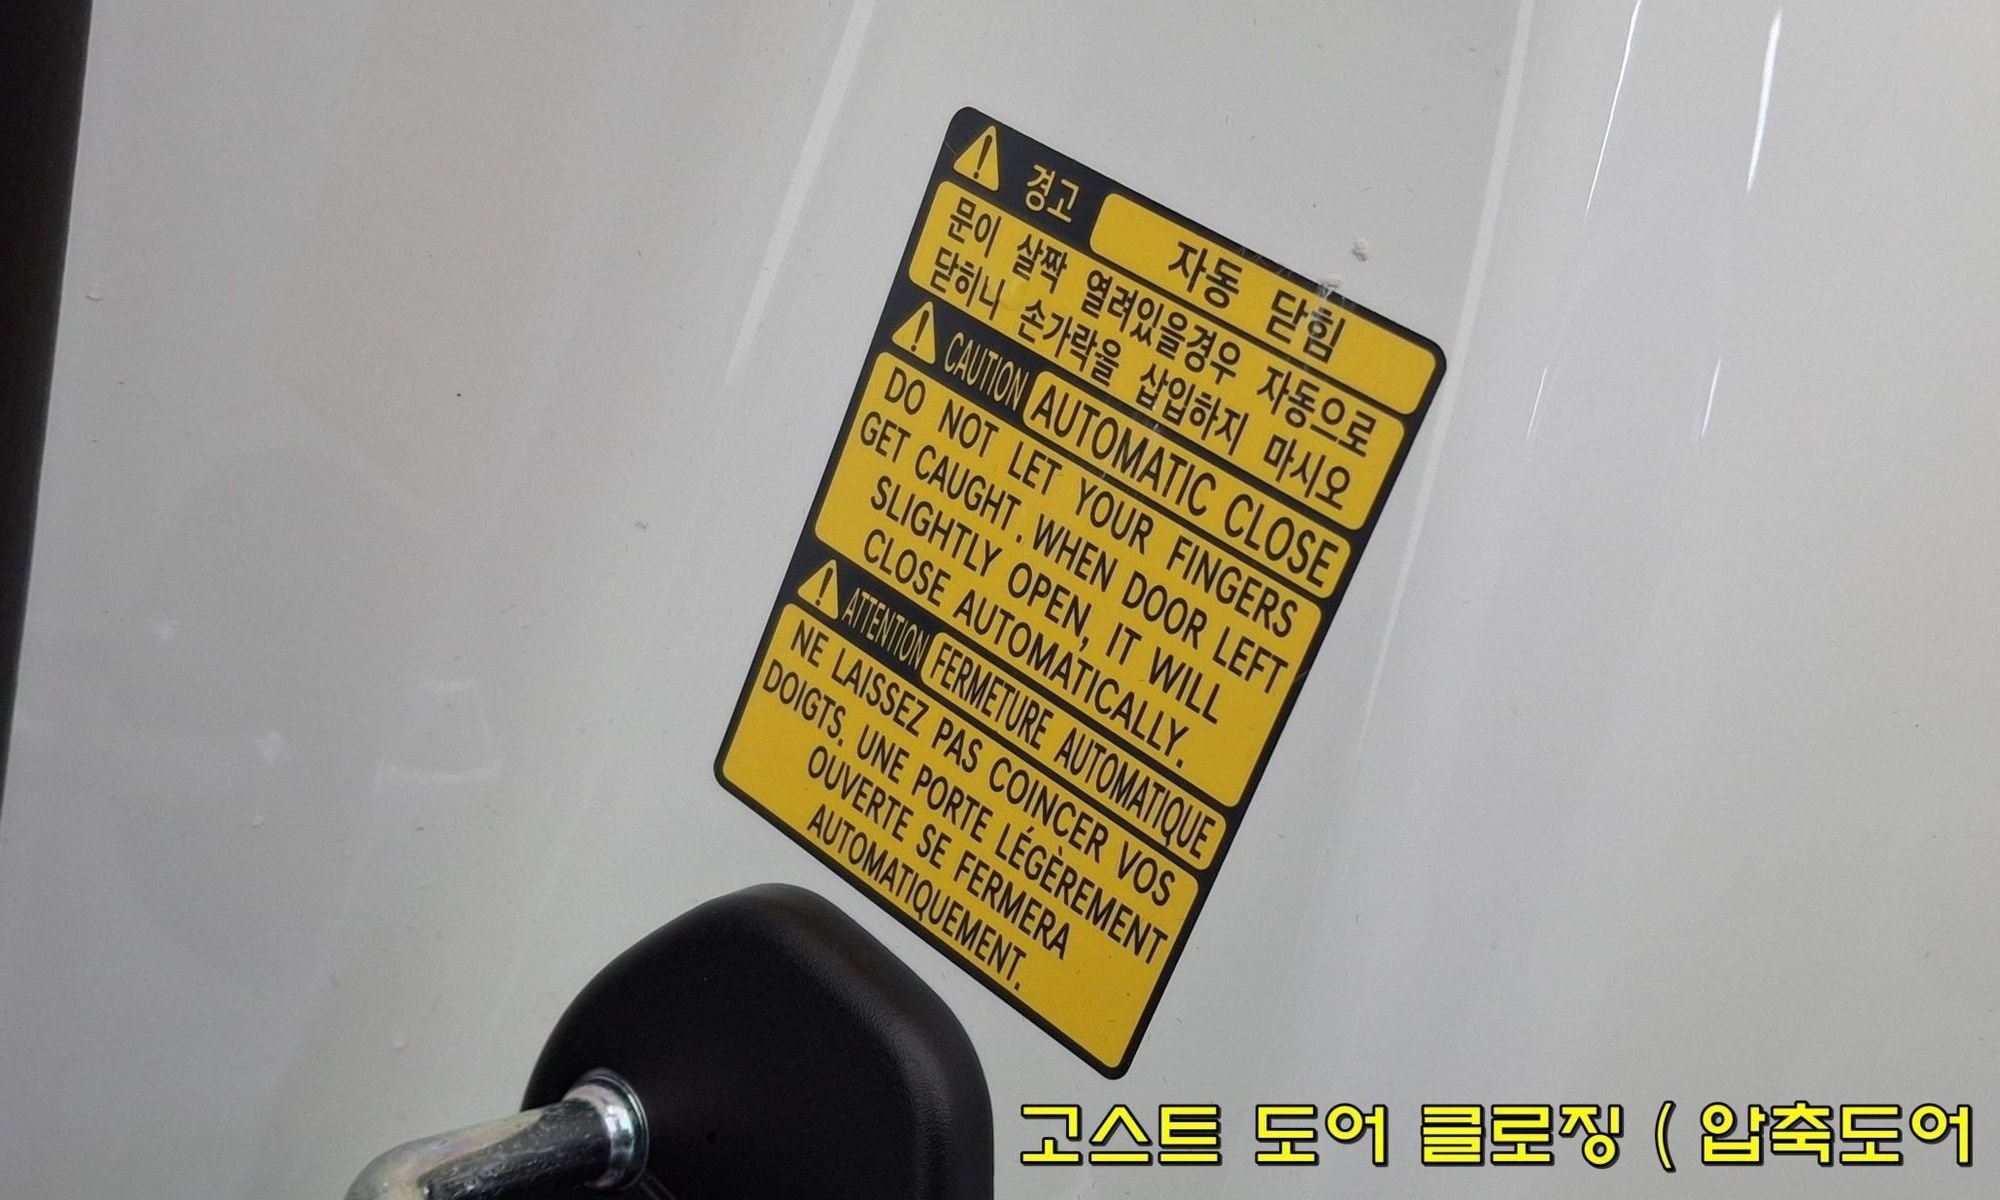 경고 자동 닫힘
문이 살짝 열려있을경우 자동으로
닫히니 손가락을 삽입하지 마시오
CAUTION AUTOMATIC CLOSE
DO NOT LET YOUR FINGERS
GET CAUGHT . WHEN DOOR LEFT
SLIGHTLY OPEN, IT WILL
CLOSE AUTOMATICALLY.
ATTENTION FERMETURE AUTOMATIQUE
NE LAISSEZ PAS COINCER VOS
DOIGTS. UNE PORTE LÉGÈREMENT
OUVERTE SE FERMERA
AUTOMATIQUEMENT.
고스트 도어 클로징 ( 압축도어